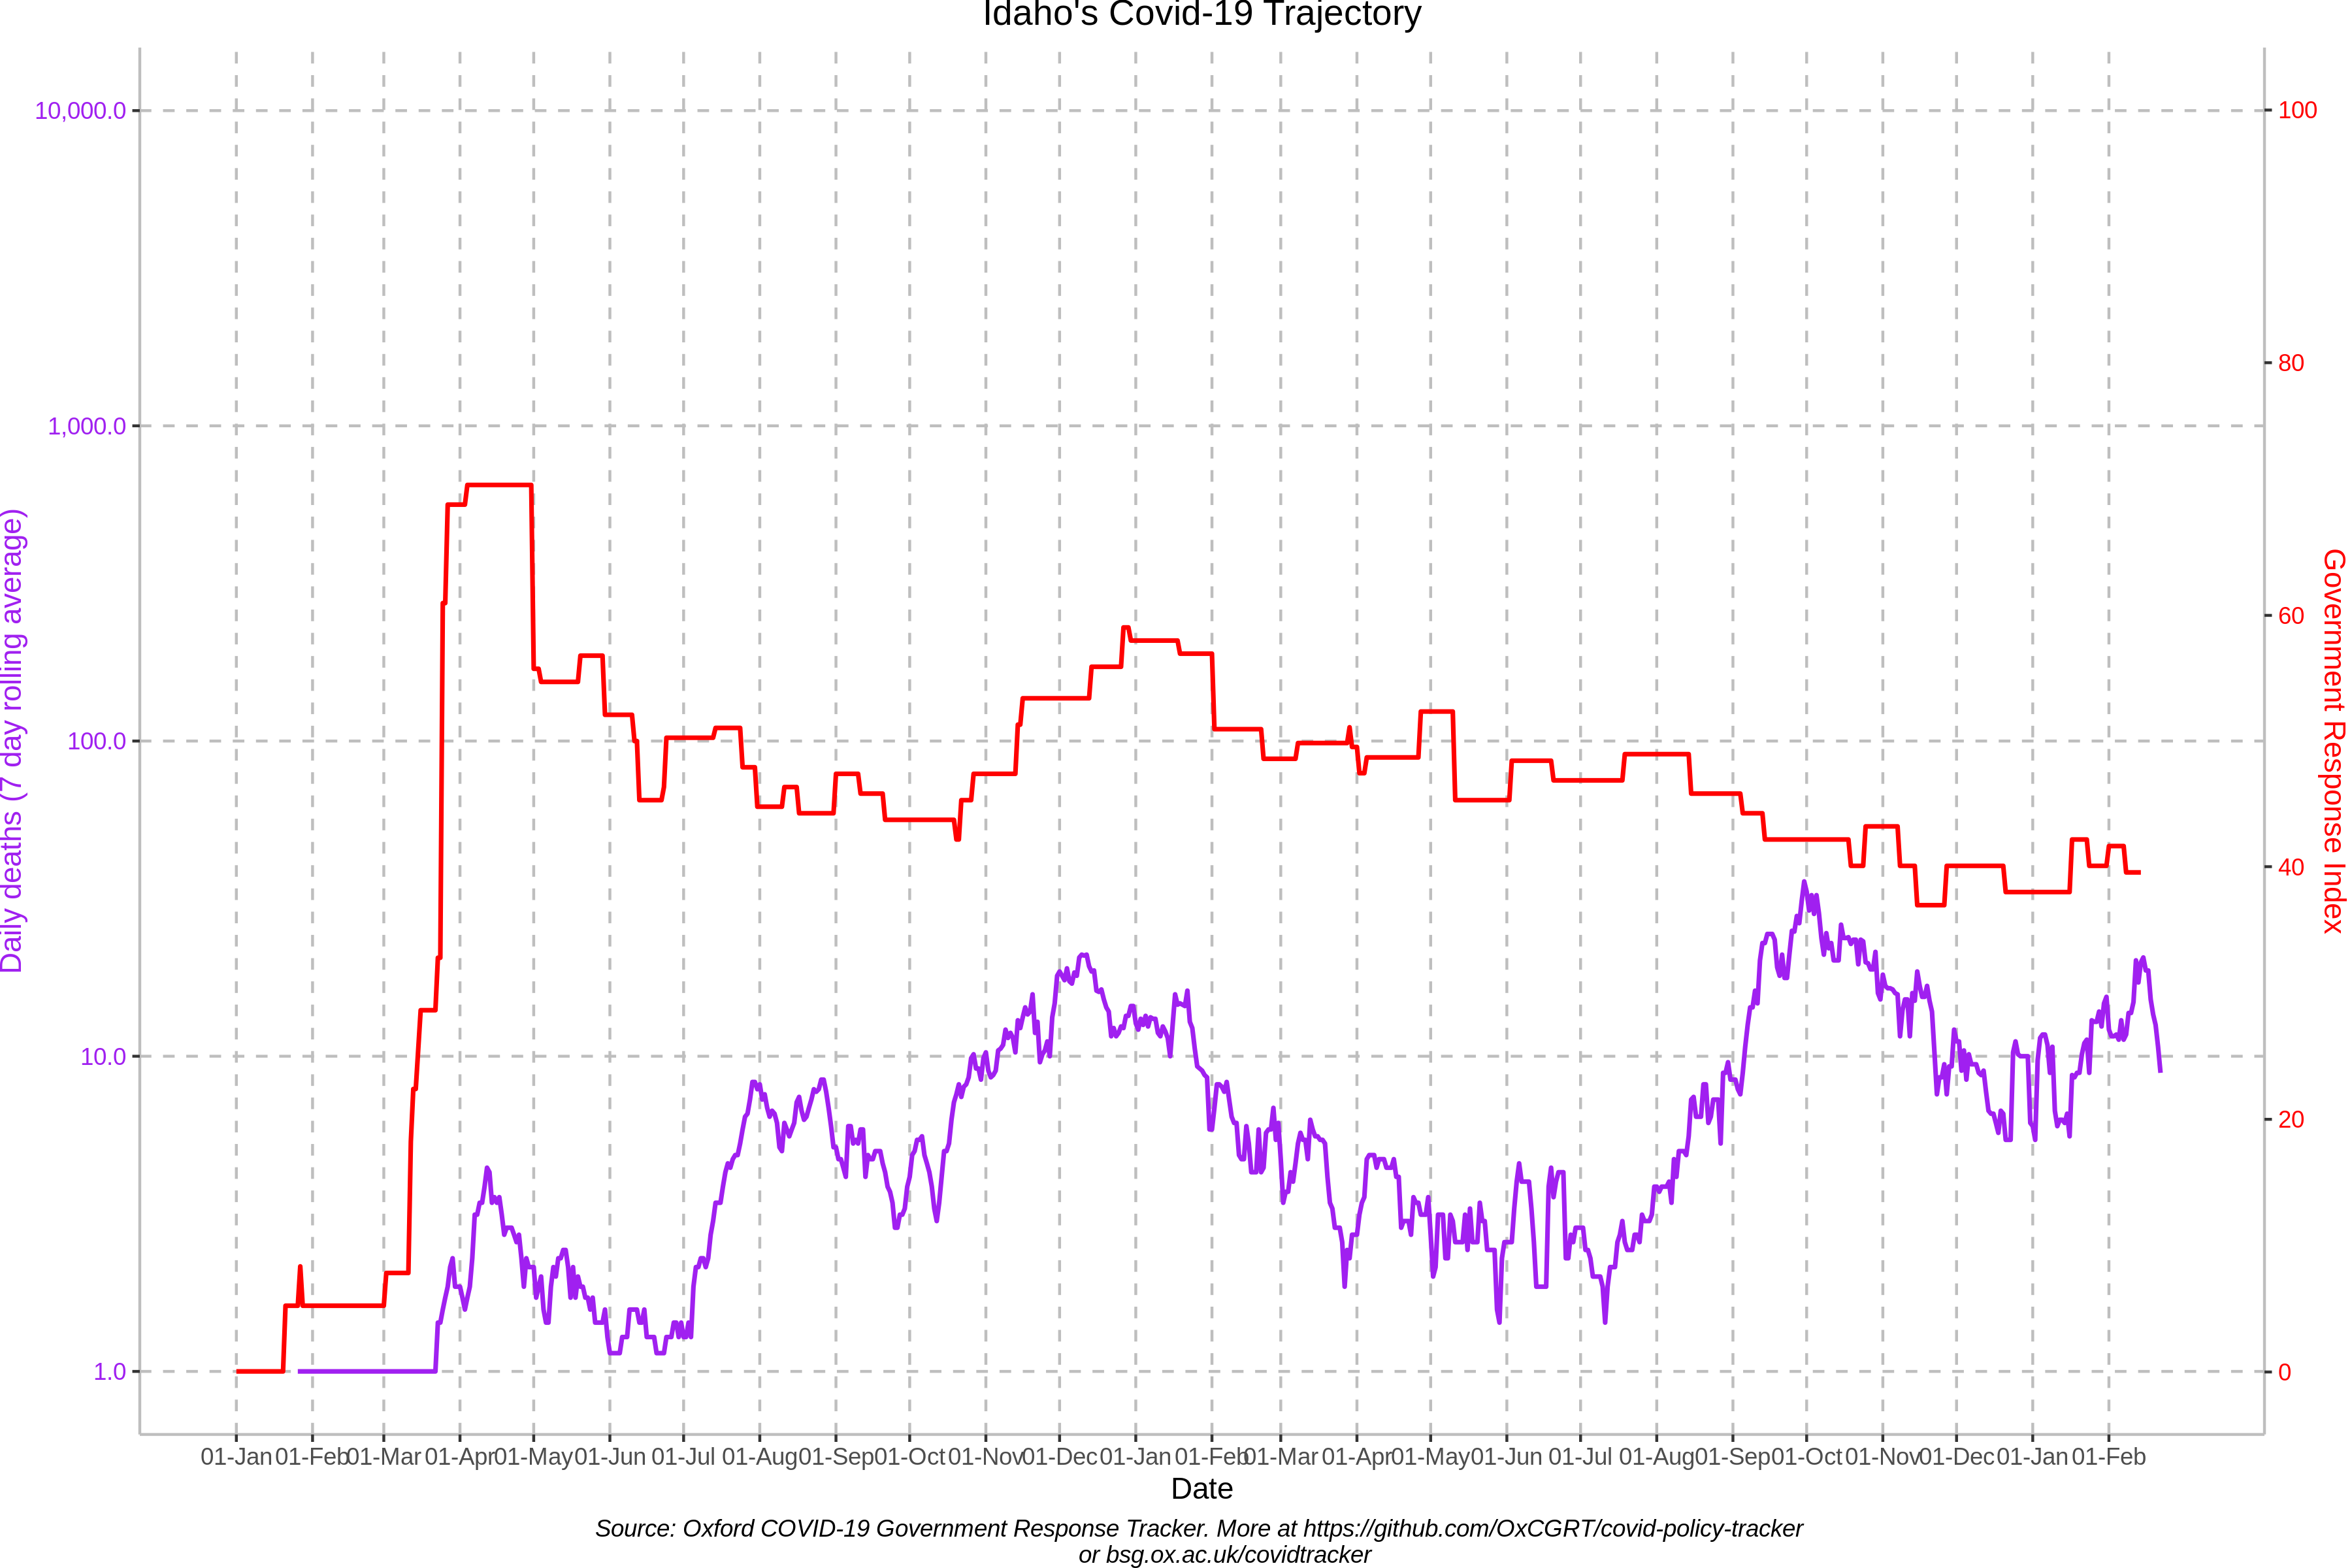 Idaho's Covid-19 Trajectory
10,000.0
1,000.0
100.0
10.0
1.0
Daily deaths (7 day rolling average)
100
80
60
40
20
0
Government Response Index
01-Jan 01-Feb 01-Mar 01-Apr 01-May 01-Jun 01-Jul 01-Aug 01-Sep 01-Oct 01-Nov 01-Dec 01-Jan 01-Feb 01-Mar 01-Apr 01-May 01-Jun 01-Jul 01-Aug 01-Sep 01-Oct 01-Nov 01-Dec 01-Jan 01-Feb
Date
Source: Oxford COVID-19 Government Response Tracker. More at https://github.com/OxCGRT/covid-policy-tracker
or bsg.ox.ac.uk/covidtracker